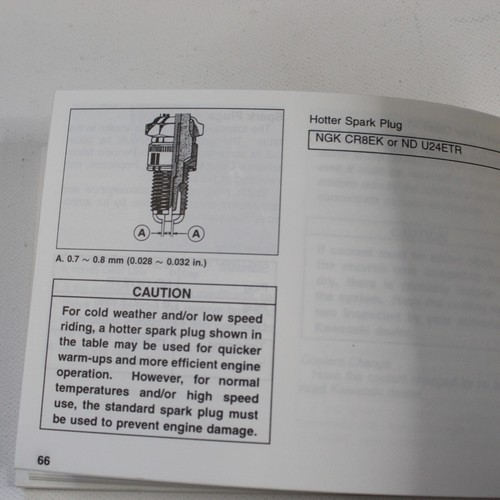 A
A
A. 0.7 ~ 0.8 mm (0.028 ~ 0.032 in.)
CAUTION
For cold weather and/or low speed
riding, a hotter spark plug shown in
the table may be used for quicker
warm-ups and more efficient engine
operation. However, for normal
temperatures and/or high speed
use, the standard spark plug must
be used to prevent engine damage.
66
Hotter Spark Plug
NGK CR8EK or ND U24ETR